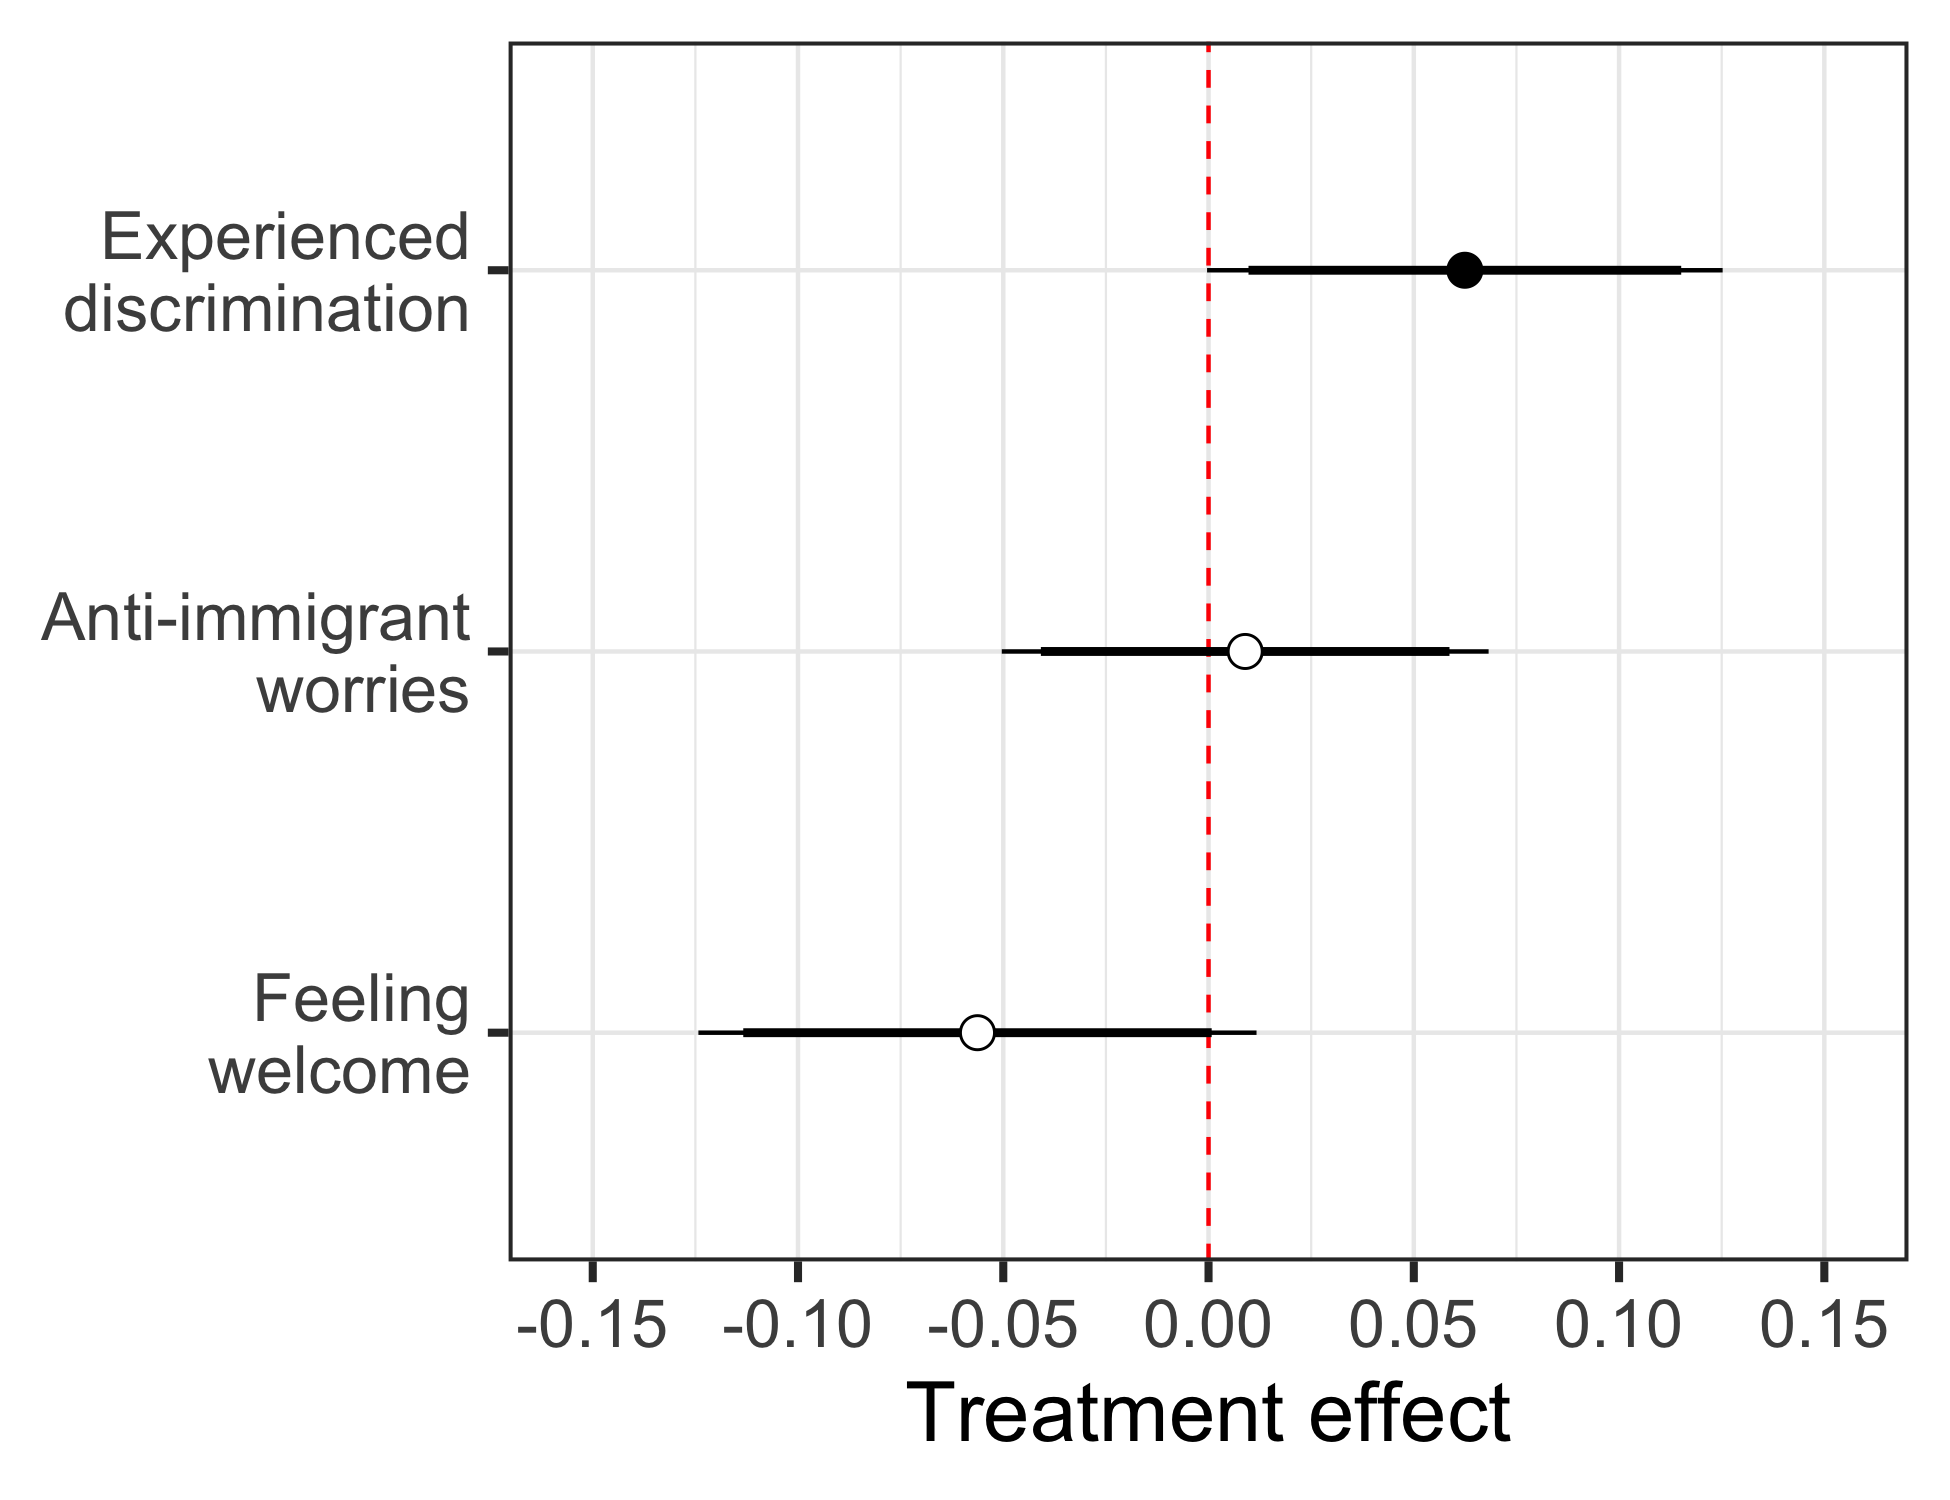 Experienced
discrimination
Anti-immigrant
worries
Feeling
welcome
-0.15 -0.10 -0.05 0.00 0.05 0.10 0.15
Treatment effect